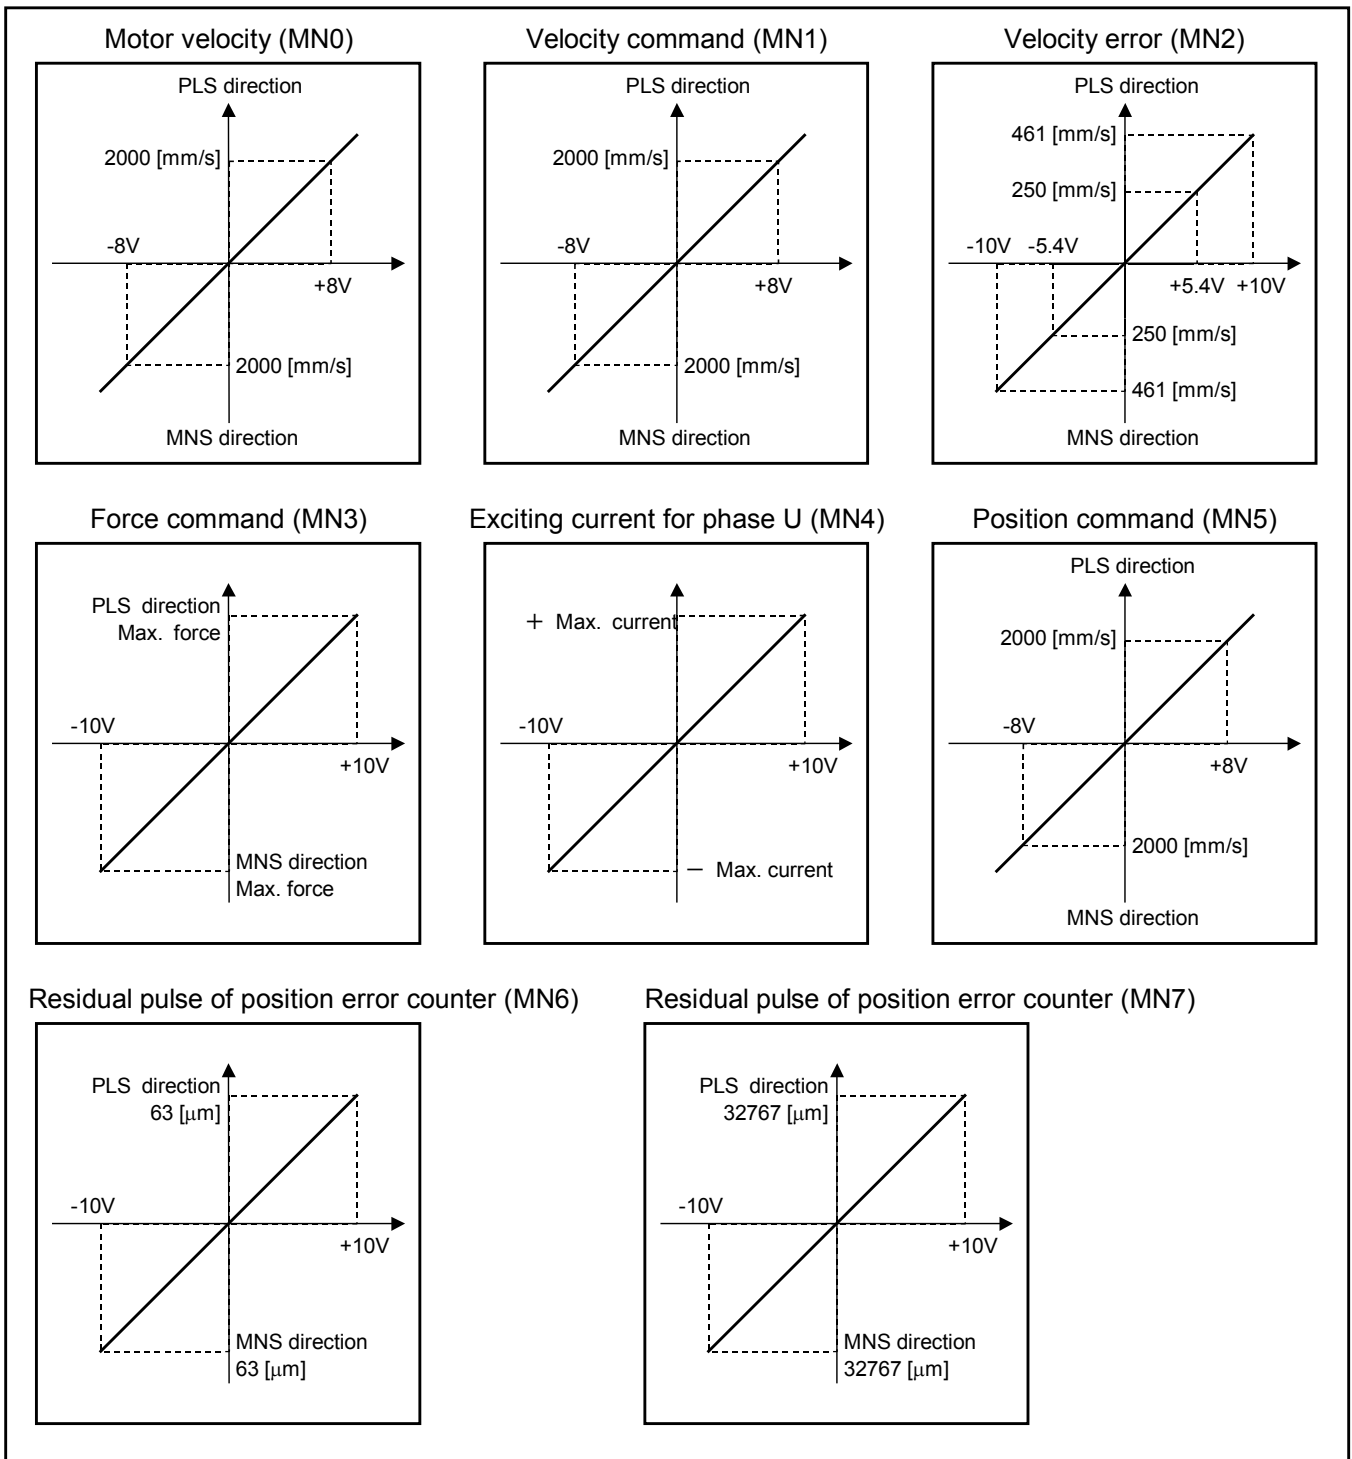 Motor velocity (MN0)
PLS direction
2000 [mm/s]
-8V
+8V
2000 [mm/s]
MNS direction
Velocity command (MN1)
PLS direction
2000 [mm/s]
-8V
+8V
2000 [mm/s]
MNS direction
Velocity error (MN2)
PLS direction
461 [mm/s]
250 [mm/s]
-10V -5.4V
+5.4V +10V
250 [mm/s]
461 [mm/s]
MNS direction
Force command (MN3)
PLS direction
Max. force
-10V
+10V
MNS direction
Max. force
Exciting current for phase U (MN4)
+ Max. current
-10V
+10V
− Max. current
Position command (MN5)
PLS direction
2000 [mm/s]
-8V
+8V
2000 [mm/s]
MNS direction
Residual pulse of position error counter (MN6)
PLS direction
63 [μm]
-10V
+10V
MNS direction
63 [μm]
Residual pulse of position error counter (MN7)
PLS direction
32767 [μm]
-10V
+10V
MNS direction
32767 [μm]